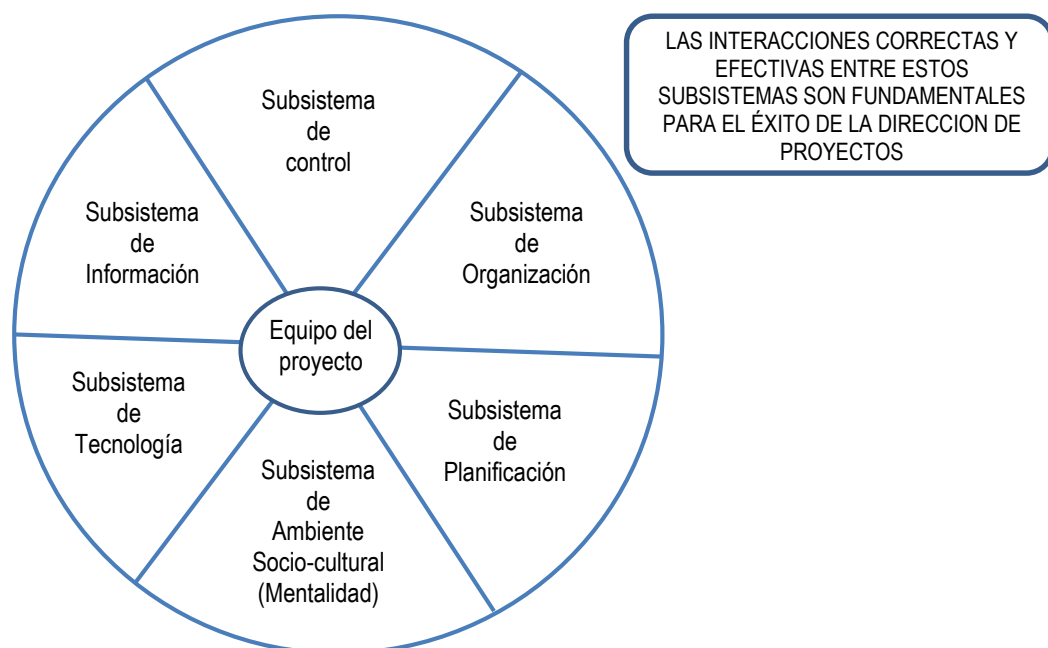 LAS INTERACCIONES CORRECTAS Y
EFECTIVAS ENTRE ESTOS
SUBSISTEMAS SON FUNDAMENTALES
PARA EL ÉXITO DE LA DIRECCION DE
PROYECTOS
Subsistema
de
control
Subsistema
de
Organización
Subsistema
de
Planificación
Subsistema
de
Ambiente
Socio-cultural
(Mentalidad)
Subsistema
de
Tecnología
Subsistema
de
Información
Equipo del
proyecto